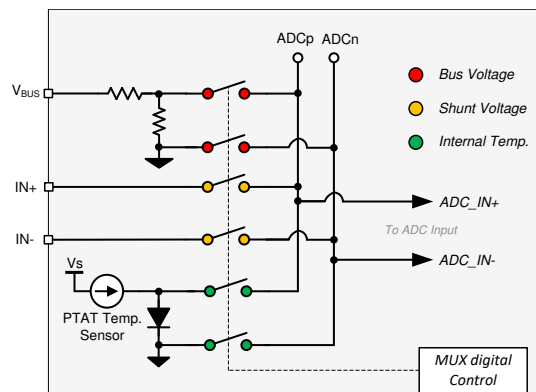 ADCp ADCn
VBUS
Bus Voltage
Shunt Voltage
Internal Temp.
IN+
ADC_IN+
To ADC Input
IN-
ADC_IN-
Vs
PTAT Temp.
Sensor
MUX digital
Control